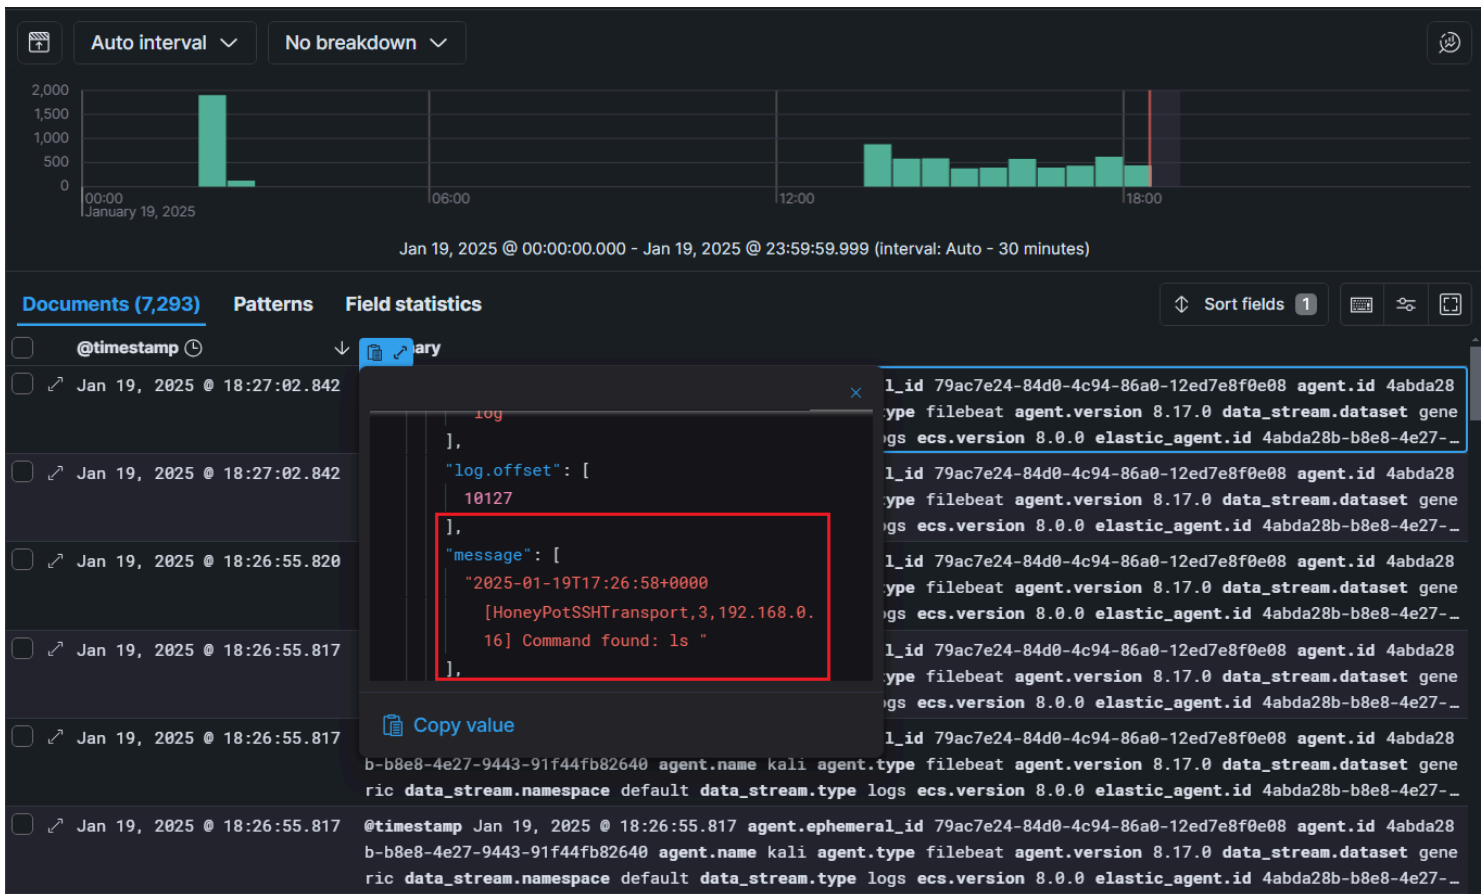 Auto interval
No breakdown
2,000
1,500
1,000
500
0
00:00
January 19, 2025
06:00
12:00
18:00
Jan 19, 2025 @ 00:00:00.000 - Jan 19, 2025 @ 23:59:59.999 (interval: Auto - 30 minutes)
Documents (7,293)
Patterns
Field statistics
Sort fields 1
@timestamp
ary
Jan 19, 2025 @ 18:27:02.842
l_id 79ac7e24-84d0-4c94-86a0-12ed7e8f0e08 agent.id 4abda28
ype filebeat agent.version 8.17.0 data_stream.dataset gene
gs ecs.version 8.0.0 elastic_agent.id 4abda28b-b8e8-4e27-…
Jan 19, 2025 @ 18:27:02.842
l_id 79ac7e24-84d0-4c94-86a0-12ed7e8f0e08 agent.id 4abda28
ype filebeat agent.version 8.17.0 data_stream.dataset gene
gs ecs.version 8.0.0 elastic_agent.id 4abda28b-b8e8-4e27-…
Jan 19, 2025 @ 18:26:55.820
l_id 79ac7e24-84d0-4c94-86a0-12ed7e8f0e08 agent.id 4abda28
ype filebeat agent.version 8.17.0 data_stream.dataset gene
gs ecs.version 8.0.0 elastic_agent.id 4abda28b-b8e8-4e27-…
Jan 19, 2025 @ 18:26:55.817
l_id 79ac7e24-84d0-4c94-86a0-12ed7e8f0e08 agent.id 4abda28
ype filebeat agent.version 8.17.0 data_stream.dataset gene
gs ecs.version 8.0.0 elastic_agent.id 4abda28b-b8e8-4e27-…
log
],
"log.offset": [
10127
],
"message": [
"2025-01-19T17:26:58+0000
[HoneyPotSSHTransport,3,192.168.0.
16] Command found: ls "
],
Copy value
Jan 19, 2025 @ 18:26:55.817
l_id 79ac7e24-84d0-4c94-86a0-12ed7e8f0e08 agent.id 4abda28
b-b8e8-4e27-9443-91f44fb82640 agent.name kali agent.type filebeat agent.version 8.17.0 data_stream.dataset gene
ric data_stream.namespace default data_stream.type logs ecs.version 8.0.0 elastic_agent.id 4abda28b-b8e8-4e27-…
Jan 19, 2025 @ 18:26:55.817
@timestamp Jan 19, 2025 @ 18:26:55.817 agent.ephemeral_id 79ac7e24-84d0-4c94-86a0-12ed7e8f0e08 agent.id 4abda28
b-b8e8-4e27-9443-91f44fb82640 agent.name kali agent.type filebeat agent.version 8.17.0 data_stream.dataset gene
ric data_stream.namespace default data_stream.type logs ecs.version 8.0.0 elastic_agent.id 4abda28b-b8e8-4e27-…